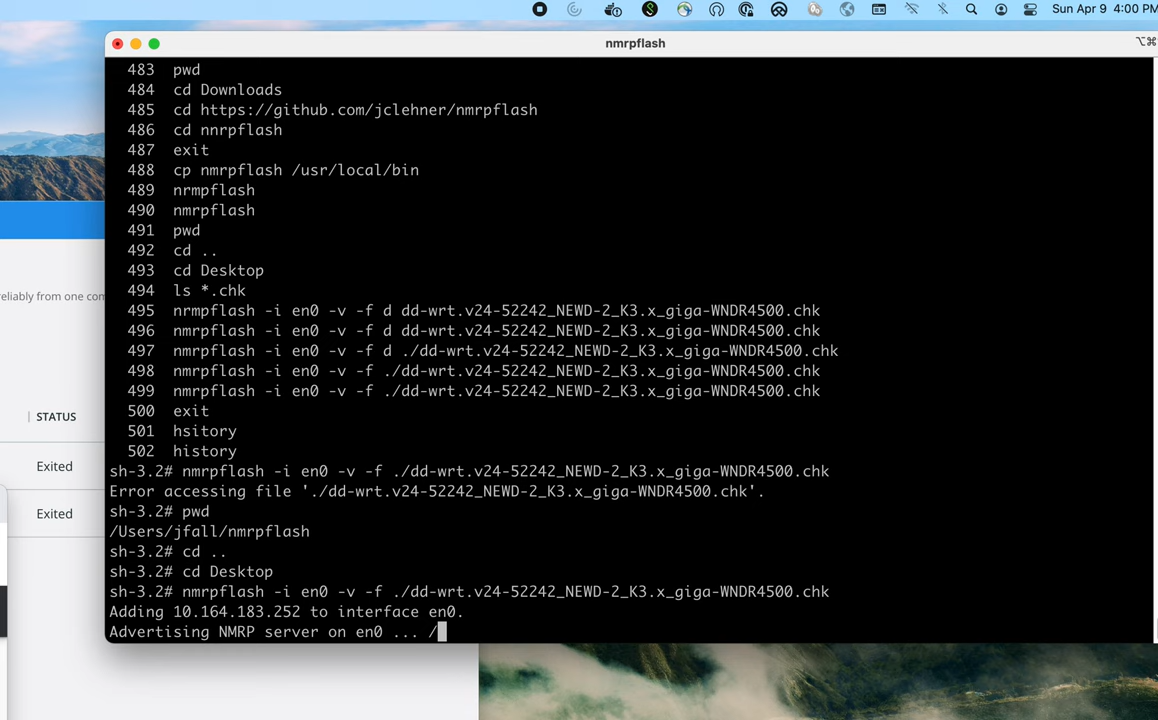 Sun Apr 9 4:00 PM
nmrpflash
⌥⌘
483 pwd
484 cd Downloads
485 cd https://github.com/jclehner/nmrpflash
486 cd nnrpflash
487 exit
488 cp nmrpflash /usr/local/bin
489 nrmpflash
490 nmrpflash
491 pwd
492 cd ..
493 cd Desktop
494 ls *.chk
495 nrmpflash -i en0 -v -f d dd-wrt.v24-52242_NEWD-2_K3.x_giga-WNDR4500.chk
496 nmrpflash -i en0 -v -f d dd-wrt.v24-52242_NEWD-2_K3.x_giga-WNDR4500.chk
497 nmrpflash -i en0 -v -f d ./dd-wrt.v24-52242_NEWD-2_K3.x_giga-WNDR4500.chk
498 nmrpflash -i en0 -v -f ./dd-wrt.v24-52242_NEWD-2_K3.x_giga-WNDR4500.chk
499 nmrpflash -i en0 -v -f ./dd-wrt.v24-52242_NEWD-2_K3.x_giga-WNDR4500.chk
500 exit
501 hsitory
502 history
sh-3.2# nmrpflash -i en0 -v -f ./dd-wrt.v24-52242_NEWD-2_K3.x_giga-WNDR4500.chk
Error accessing file './dd-wrt.v24-52242_NEWD-2_K3.x_giga-WNDR4500.chk'.
sh-3.2# pwd
/Users/jfall/nmrpflash
sh-3.2# cd ..
sh-3.2# cd Desktop
sh-3.2# nmrpflash -i en0 -v -f ./dd-wrt.v24-52242_NEWD-2_K3.x_giga-WNDR4500.chk
Adding 10.164.183.252 to interface en0.
Advertising NMRP server on en0 ... /
reliably from one con
STATUS
Exited
Exited